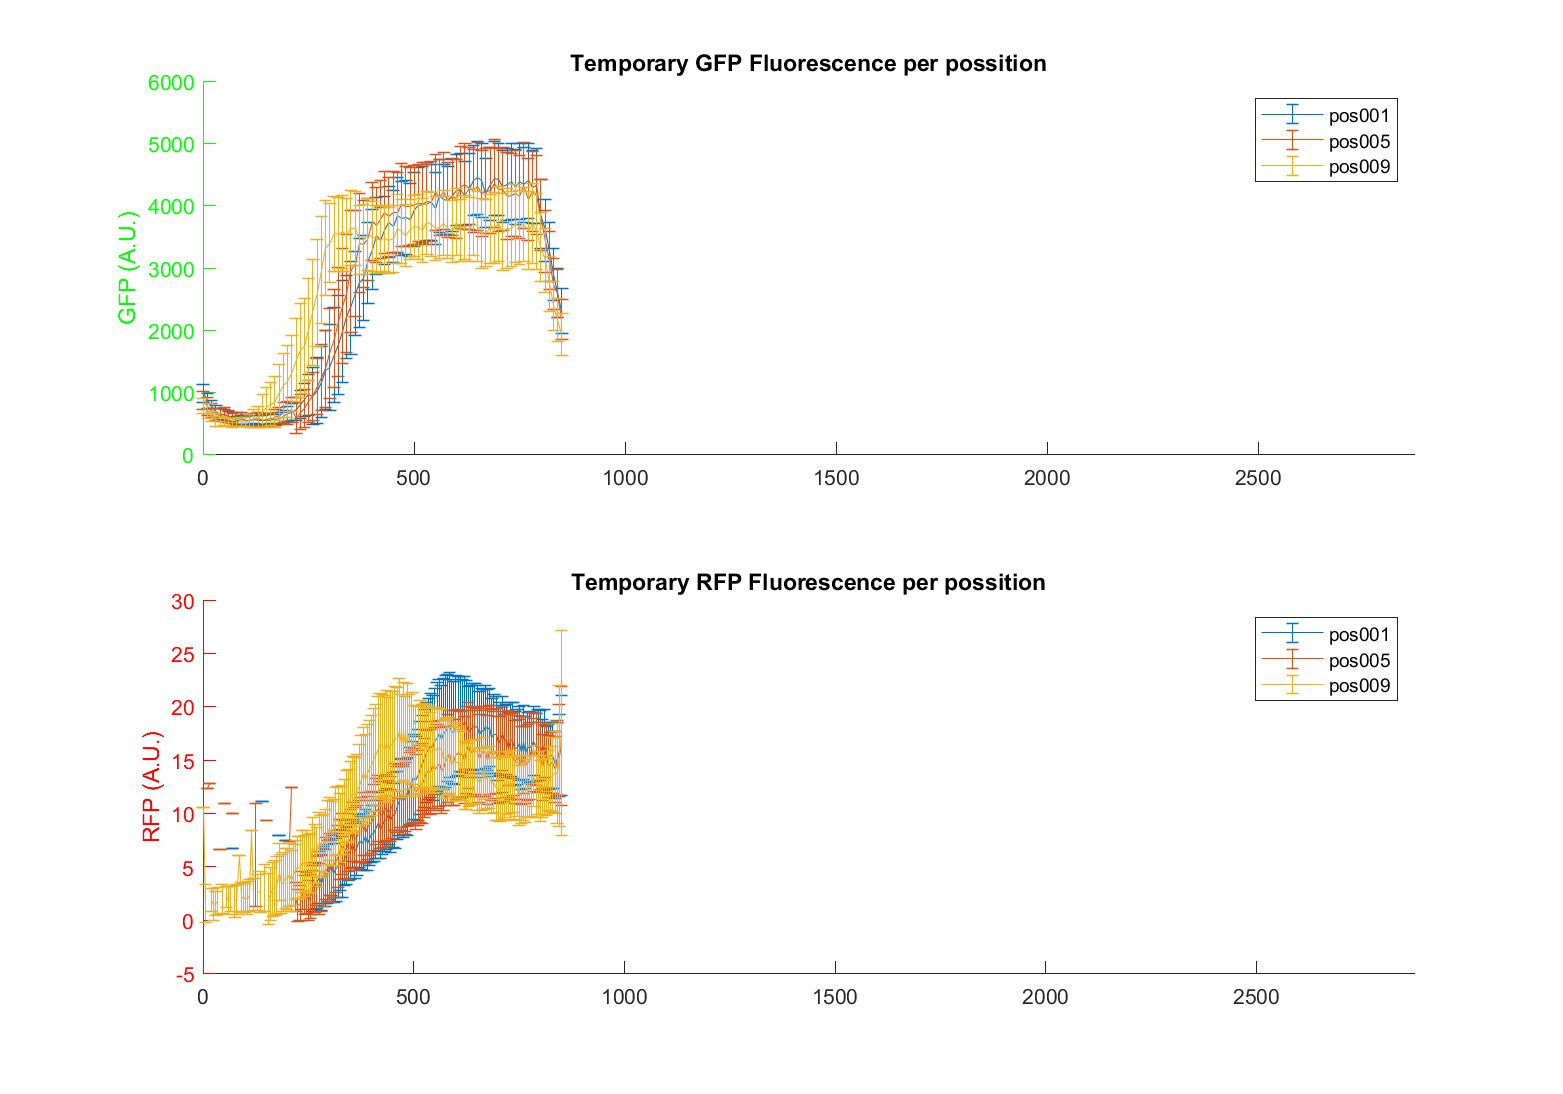 Temporary GFP Fluorescence per possition
6000
5000
4000
3000
2000
1000
0
GFP (A.U.)
pos001
pos005
pos009
0 500 1000 1500 2000 2500
Temporary RFP Fluorescence per possition
30
25
20
15
10
5
0
-5
RFP (A.U.)
pos001
pos005
pos009
0 500 1000 1500 2000 2500